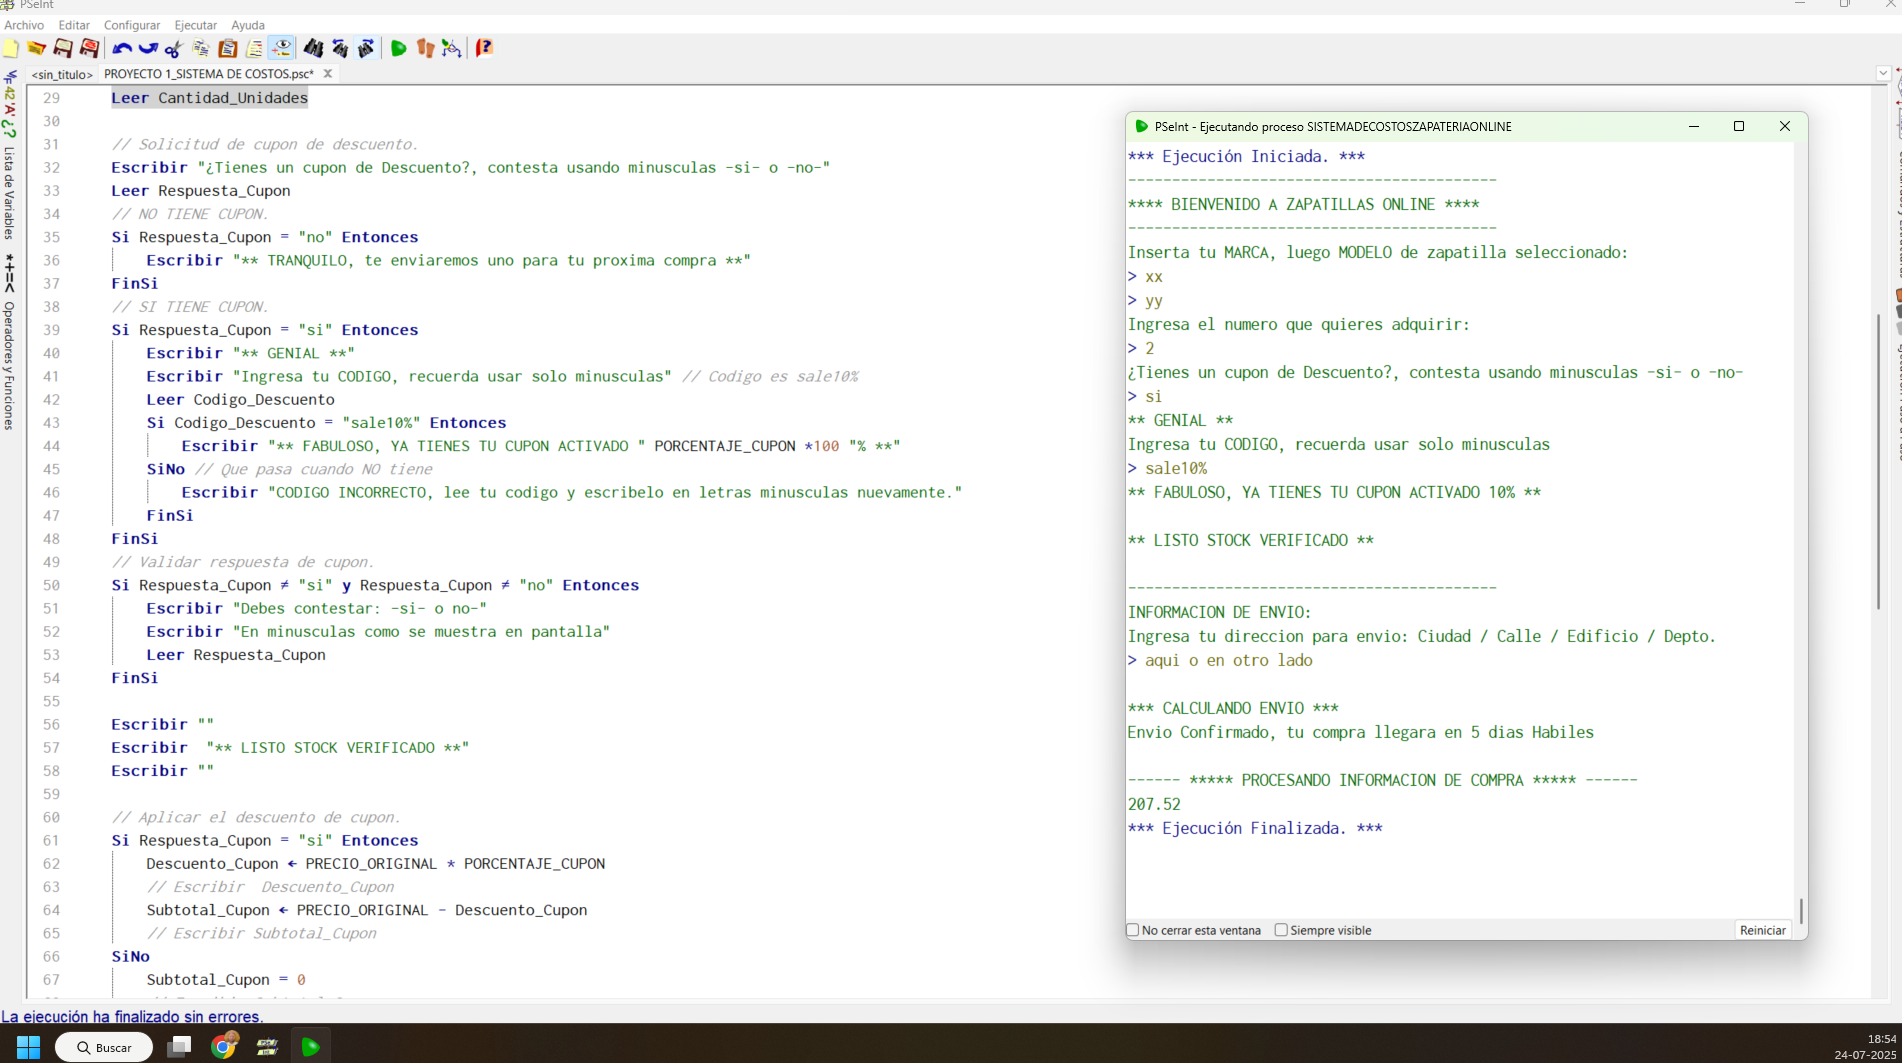 PSeInt
Archivo Editar Configurar Ejecutar Ayuda
<sin_titulo> PROYECTO 1_SISTEMA DE COSTOS.psc* X
Lista de Variables
Operadores y Funciones
29 Leer Cantidad_Unidades
30
31 // Solicitud de cupon de descuento.
32 Escribir "¿Tienes un cupon de Descuento?, contesta usando minusculas -si- o -no-"
33 Leer Respuesta_Cupon
34 // NO TIENE CUPON.
35 Si Respuesta_Cupon = "no" Entonces
36 Escribir "** TRANQUILO, te enviaremos uno para tu proxima compra **"
37 FinSi
38 // SI TIENE CUPON.
39 Si Respuesta_Cupon = "si" Entonces
40 Escribir "** GENIAL **"
41 Escribir "Ingresa tu CODIGO, recuerda usar solo minusculas" // Codigo es sale10%
42 Leer Codigo_Descuento
43 Si Codigo_Descuento = "sale10%" Entonces
44 Escribir "** FABULOSO, YA TIENES TU CUPON ACTIVADO " PORCENTAJE_CUPON *100 "% **"
45 SiNo // Que pasa cuando NO tiene
46 Escribir "CODIGO INCORRECTO, lee tu codigo y escribelo en letras minusculas nuevamente."
47 FinSi
48 FinSi
49 // Validar respuesta de cupon.
50 Si Respuesta_Cupon ≠ "si" y Respuesta_Cupon ≠ "no" Entonces
51 Escribir "Debes contestar: -si- o no-"
52 Escribir "En minusculas como se muestra en pantalla"
53 Leer Respuesta_Cupon
54 FinSi
55
56 Escribir ""
57 Escribir "** LISTO STOCK VERIFICADO **"
58 Escribir ""
59
60 // Aplicar el descuento de cupon.
61 Si Respuesta_Cupon = "si" Entonces
62 Descuento_Cupon ← PRECIO_ORIGINAL * PORCENTAJE_CUPON
63 // Escribir Descuento_Cupon
64 Subtotal_Cupon ← PRECIO_ORIGINAL - Descuento_Cupon
65 // Escribir Subtotal_Cupon
66 SiNo
67 Subtotal_Cupon = 0
La ejecución ha finalizado sin errores.
PSeInt - Ejecutando proceso SISTEMADECOSTOSZAPATERIAONLINE
*** Ejecución Iniciada. ***
------------------------------------------
**** BIENVENIDO A ZAPATILLAS ONLINE ****
------------------------------------------
Inserta tu MARCA, luego MODELO de zapatilla seleccionado:
> xx
> yy
Ingresa el numero que quieres adquirir:
> 2
¿Tienes un cupon de Descuento?, contesta usando minusculas -si- o -no-
> si
** GENIAL **
Ingresa tu CODIGO, recuerda usar solo minusculas
> sale10%
** FABULOSO, YA TIENES TU CUPON ACTIVADO 10% **
** LISTO STOCK VERIFICADO **
------------------------------------------
INFORMACION DE ENVIO:
Ingresa tu direccion para envio: Ciudad / Calle / Edificio / Depto.
> aqui o en otro lado
*** CALCULANDO ENVIO ***
Envio Confirmado, tu compra llegara en 5 dias Habiles
------ ***** PROCESANDO INFORMACION DE COMPRA ***** ------
207.52
*** Ejecución Finalizada. ***
No cerrar esta ventana Siempre visible Reiniciar
Buscar
18:54
24-07-2025